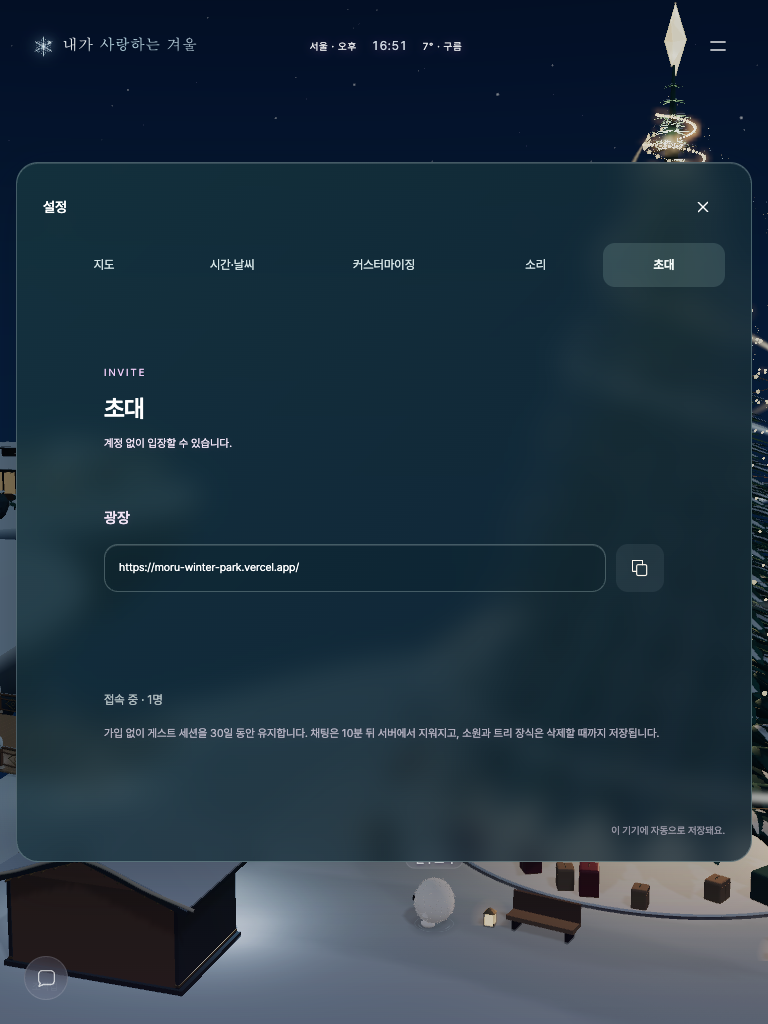 내가 사랑하는 겨울
서울 · 오후 16:51 7° · 구름
설정
지도 시간·날씨 커스터마이징 소리 초대
INVITE
초대
계정 없이 입장할 수 있습니다.
광장
https://moru-winter-park.vercel.app/
접속 중 · 1명
가입 없이 게스트 세션을 30일 동안 유지합니다. 채팅은 10분 뒤 서버에서 지워지고, 소원과 트리 장식은 삭제할 때까지 저장됩니다.
이 기기에 자동으로 저장돼요.